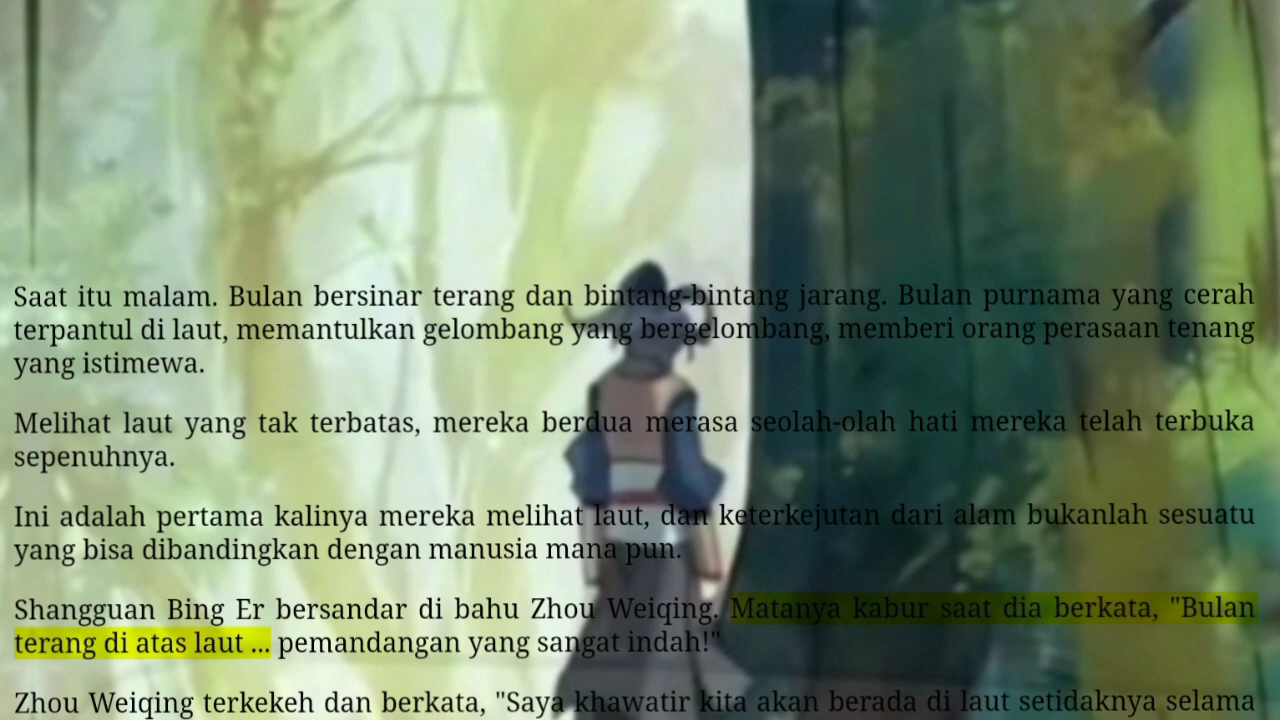 Saat itu malam. Bulan bersinar terang dan bintang-bintang jarang. Bulan purnama yang cerah
terpantul di laut, memantulkan gelombang yang bergelombang, memberi orang perasaan tenang
yang istimewa.
Melihat laut yang tak terbatas, mereka berdua merasa seolah-olah hati mereka telah terbuka
sepenuhnya.
Ini adalah pertama kalinya mereka melihat laut, dan keterkejutan dari alam bukanlah sesuatu
yang bisa dibandingkan dengan manusia mana pun.
Shangguan Bing Er bersandar di bahu Zhou Weiqing. Matanya kabur saat dia berkata, "Bulan
terang di atas laut ... pemandangan yang sangat indah!"
Zhou Weiqing terkekeh dan berkata, "Saya khawatir kita akan berada di laut setidaknya selama